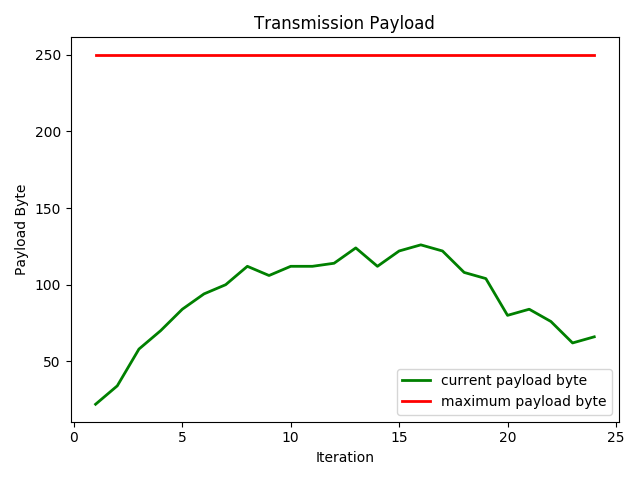 Transmission Payload
250
200
150
100
50
Payload Byte
current payload byte
maximum payload byte
0 5 10 15 20 25
Iteration